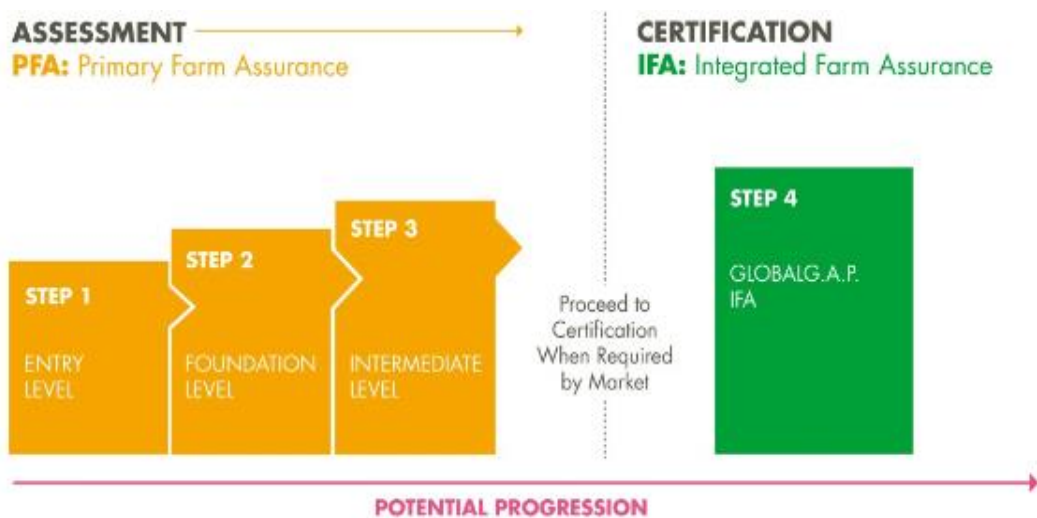 ASSESSMENT
PFA: Primary Farm Assurance
CERTIFICATION
IFA: Integrated Farm Assurance
STEP 1
ENTRY
LEVEL
STEP 2
FOUNDATION
LEVEL
STEP 3
INTERMEDIATE
LEVEL
Proceed to
Certification
When Required
by Market
STEP 4
GLOBALG.A.P.
IFA
POTENTIAL PROGRESSION